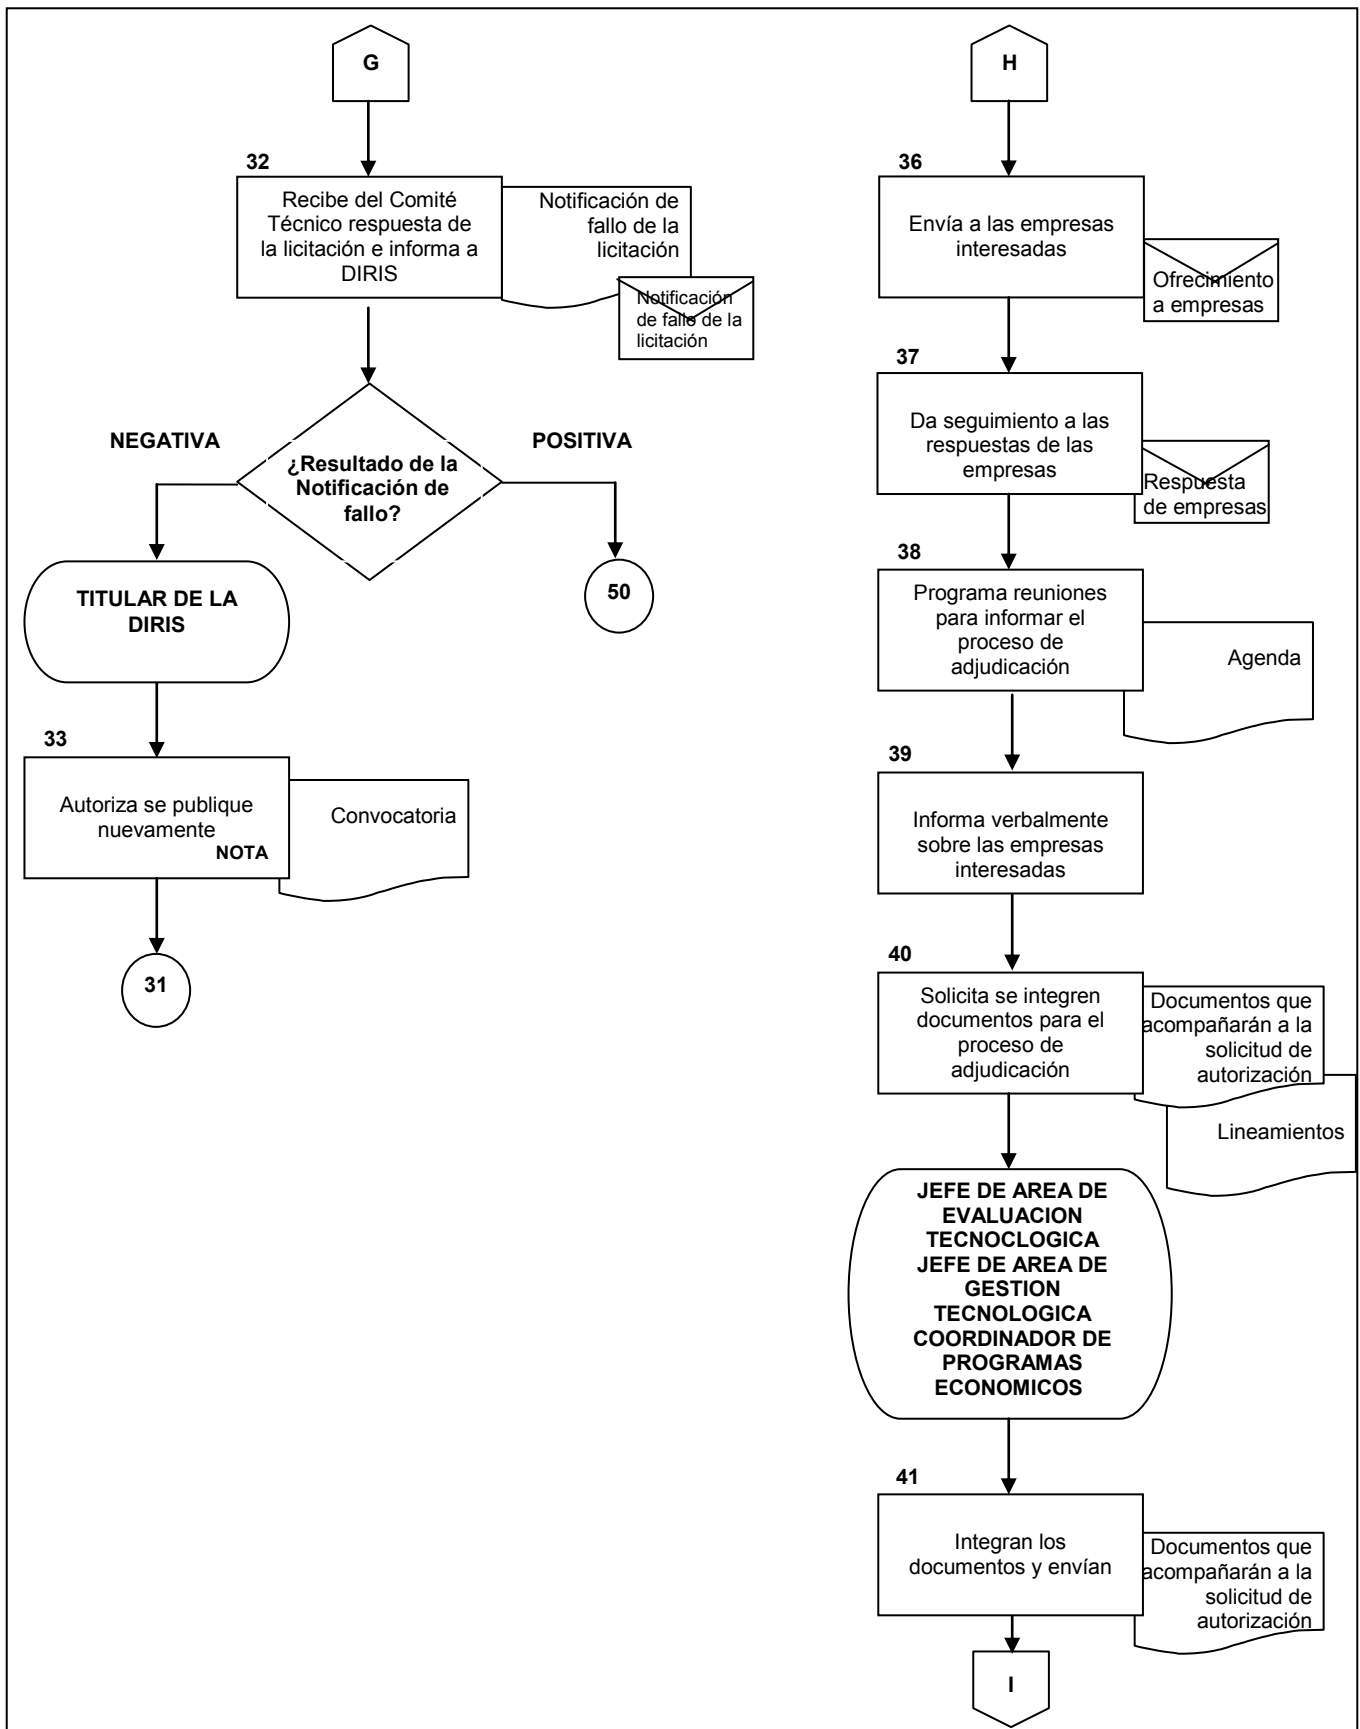 G
32
Recibe del Comité
Técnico respuesta de
la licitación e informa a
DIRIS
Notificación de
fallo de la
licitación
Notificación
de fallo de la
licitación
NEGATIVA
POSITIVA
¿Resultado de la
Notificación de
fallo?
TITULAR DE LA
DIRIS
50
33
Autoriza se publique
nuevamente
NOTA
Convocatoria
31
H
36
Envía a las empresas
interesadas
Ofrecimiento
a empresas
37
Da seguimiento a las
respuestas de las
empresas
Respuesta
de empresas
38
Programa reuniones
para informar el
proceso de
adjudicación
Agenda
39
Informa verbalmente
sobre las empresas
interesadas
40
Solicita se integren
documentos para el
proceso de
adjudicación
Documentos que
acompañarán a la
solicitud de
autorización
Lineamientos
JEFE DE AREA DE
EVALUACION
TECNOCLOGICA
JEFE DE AREA DE
GESTION
TECNOLOGICA
COORDINADOR DE
PROGRAMAS
ECONOMICOS
41
Integran los
documentos y envían
Documentos que
acompañarán a la
solicitud de
autorización
I